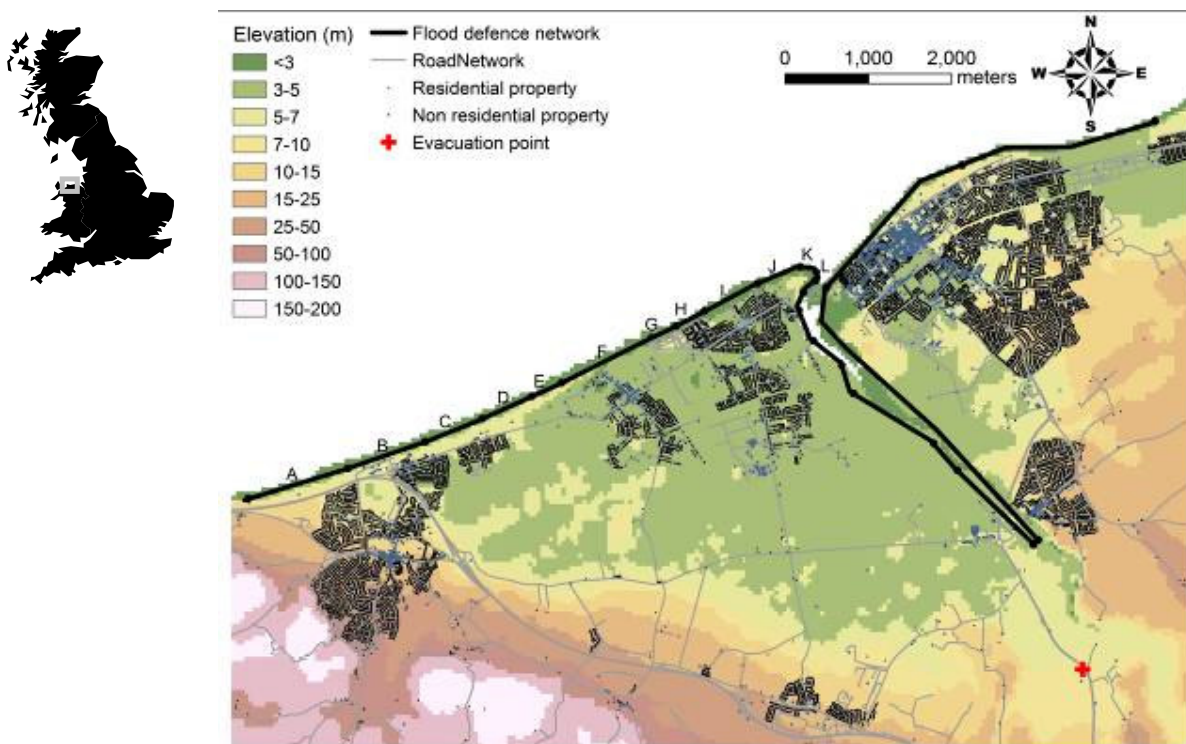 Elevation (m)
<3
3-5
5-7
7-10
10-15
15-25
25-50
50-100
100-150
150-200
Flood defence network
RoadNetwork
Residential property
Non residential property
Evacuation point
0 1,000 2,000
meters
N
W E
S
A
B
C
D
E
F
G
H
I
J
K
L